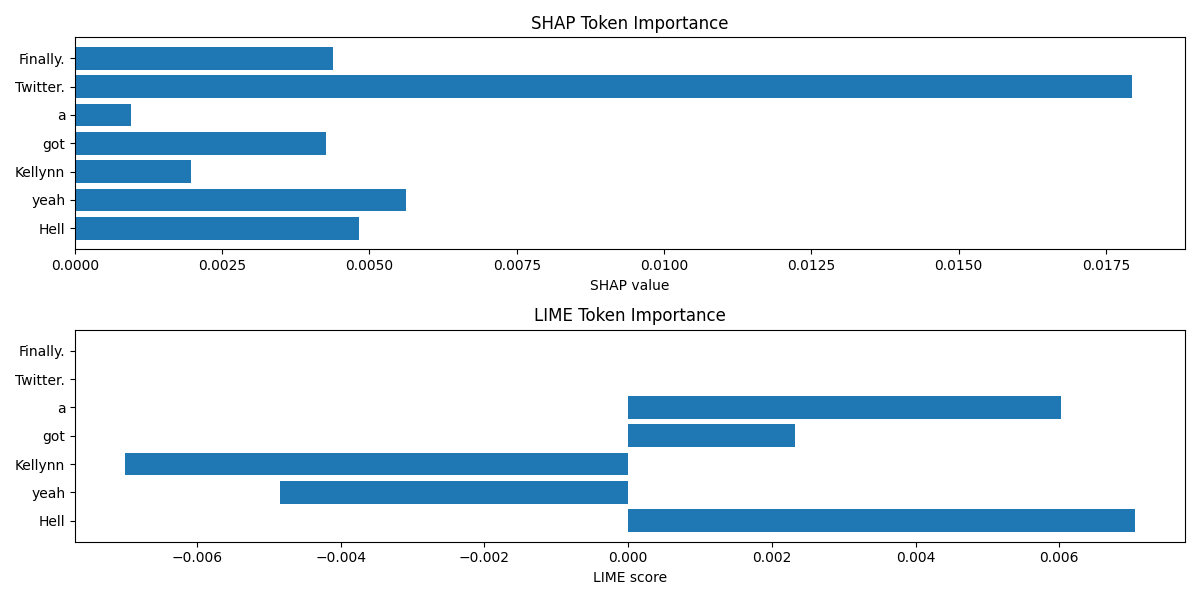 SHAP Token Importance
Finally.
Twitter.
a
got
Kellynn
yeah
Hell
0.0000 0.0025 0.0050 0.0075 0.0100 0.0125 0.0150 0.0175
SHAP value
LIME Token Importance
Finally.
Twitter.
a
got
Kellynn
yeah
Hell
−0.006 −0.004 −0.002 0.000 0.002 0.004 0.006
LIME score